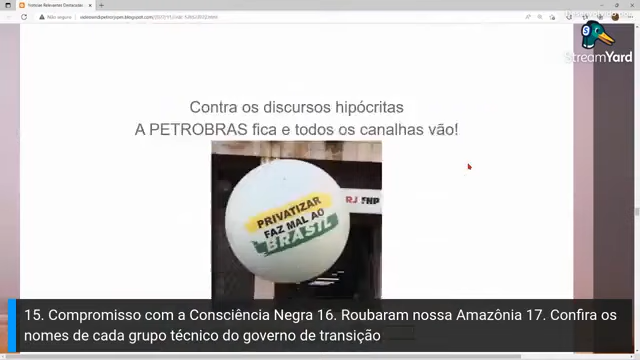 Contra os discursos hipócritas
A PETROBRAS fica e todos os canalhas vão!
StreamYard
RJ FNP
PRIVATIZAR
FAZ MAL AO
BRASIL
15. Compromisso com a Consciência Negra 16. Roubaram nossa Amazônia 17. Confira os
nomes de cada grupo técnico do governo de transição